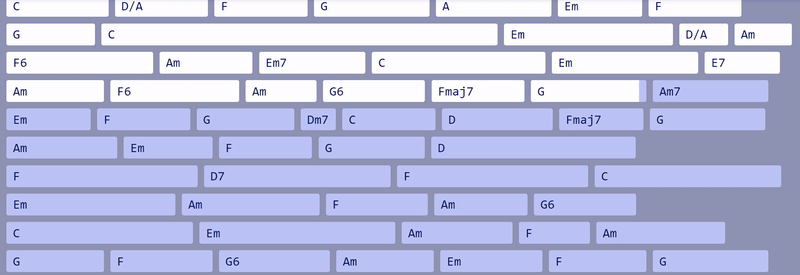 C D/A F G A Em F
G C Em D/A Am
F6 Am Em7 C Em E7
Am F6 Am G6 Fmaj7 G Am7
Em F G Dm7 C D Fmaj7 G
Am Em F G D
F D7 F C
Em Am F Am G6
C Em Am F Am
G F G6 Am Em F G